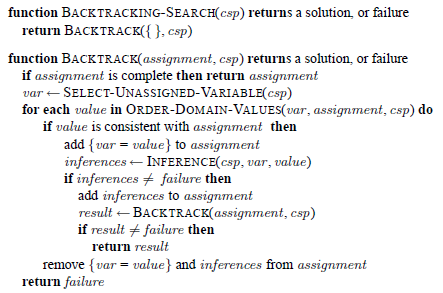 function BACKTRACKING-SEARCH(csp) returns a solution, or failure
return BACKTRACK({ }, csp)
function BACKTRACK(assignment, csp) returns a solution, or failure
if assignment is complete then return assignment
var ← SELECT-UNASSIGNED-VARIABLE(csp)
for each value in ORDER-DOMAIN-VALUES(var, assignment, csp) do
if value is consistent with assignment then
add {var = value} to assignment
inferences ← INFERENCE(csp, var, value)
if inferences ≠ failure then
add inferences to assignment
result ← BACKTRACK(assignment, csp)
if result ≠ failure then
return result
remove {var = value} and inferences from assignment
return failure